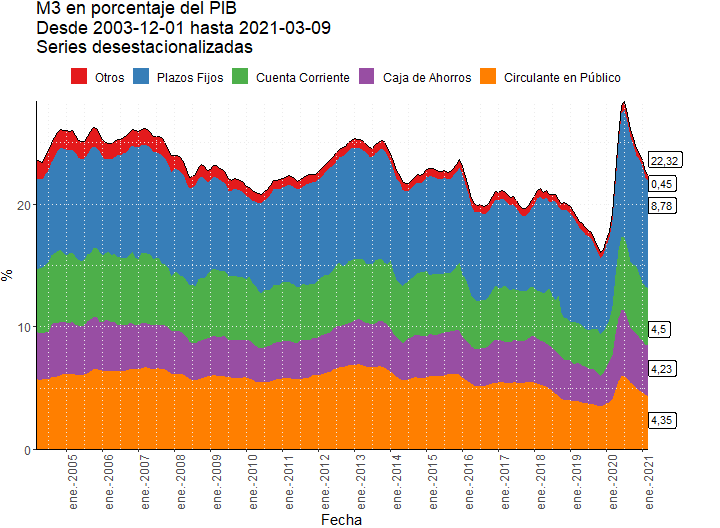 M3 en porcentaje del PIB
Desde 2003-12-01 hasta 2021-03-09
Series desestacionalizadas
Otros Plazos Fijos Cuenta Corriente Caja de Ahorros Circulante en Público
22,32
0,45
8,78
20
%
4,5
10
4,23
4,35
0
ene.-2005 ene.-2006 ene.-2007 ene.-2008 ene.-2009 ene.-2010 ene.-2011 ene.-2012 ene.-2013 ene.-2014 ene.-2015 ene.-2016 ene.-2017 ene.-2018 ene.-2019 ene.-2020 ene.-2021
Fecha